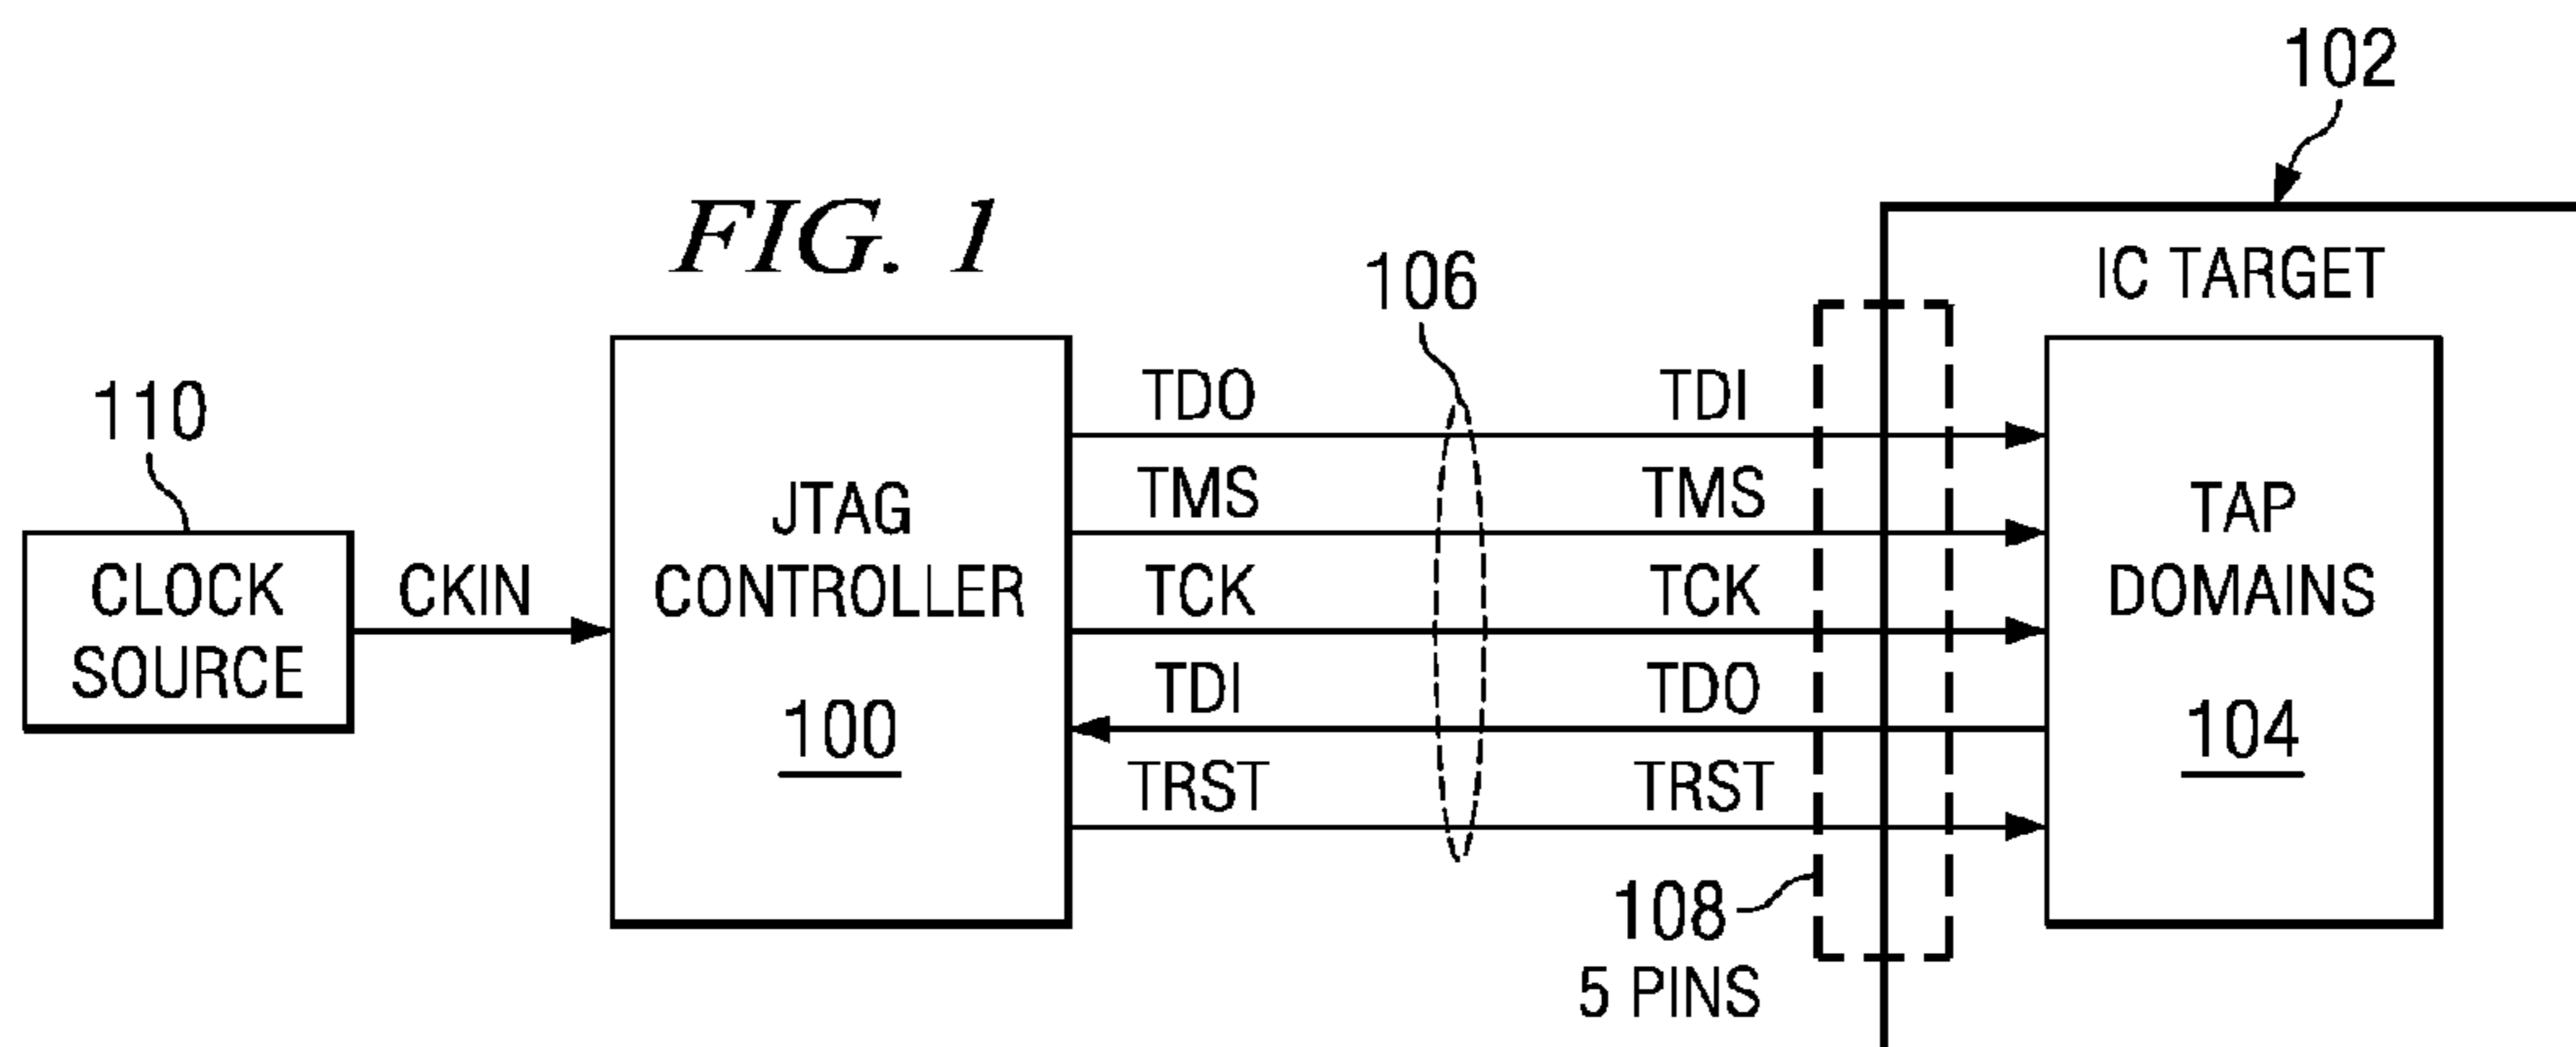 102
FIG. 1
IC TARGET
106
110
TDO TDI
TMS TMS
JTAG
CONTROLLER
100
TAP
DOMAINS
104
CLOCK
SOURCE
CKIN
TCK TCK
TDI TDO
TRST TRST
108
5 PINS